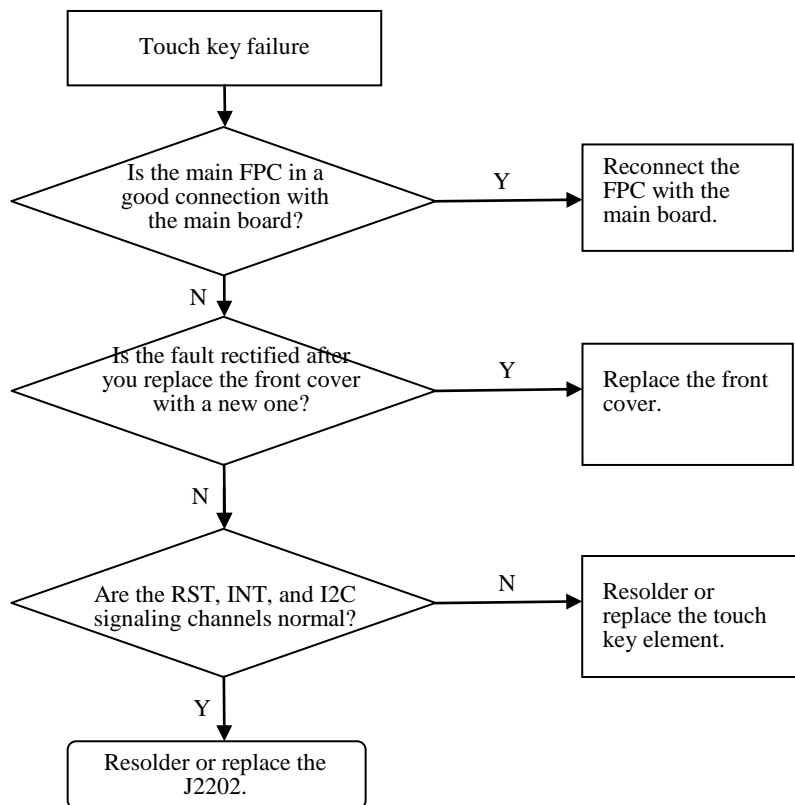 Touch key failure
Is the main FPC in a
good connection with
the main board?
Y
Reconnect the
FPC with the
main board.
N
Is the fault rectified after
you replace the front cover
with a new one?
Y
Replace the front
cover.
N
Are the RST, INT, and I2C
signaling channels normal?
N
Resolder or
replace the touch
key element.
Y
Resolder or replace the
J2202.